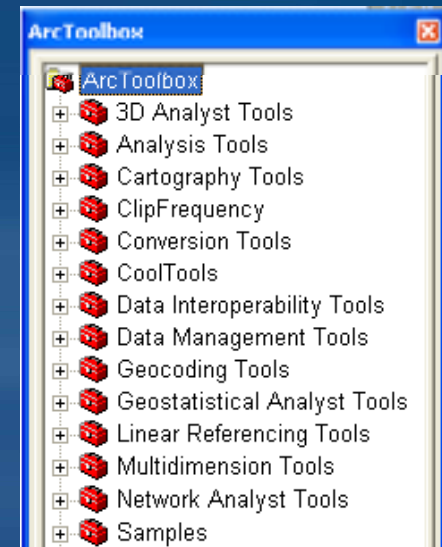 ArcToolbox
ArcToolbox
3D Analyst Tools
Analysis Tools
Cartography Tools
ClipFrequency
Conversion Tools
CoolTools
Data Interoperability Tools
Data Management Tools
Geocoding Tools
Geostatistical Analyst Tools
Linear Referencing Tools
Multidimension Tools
Network Analyst Tools
Samples